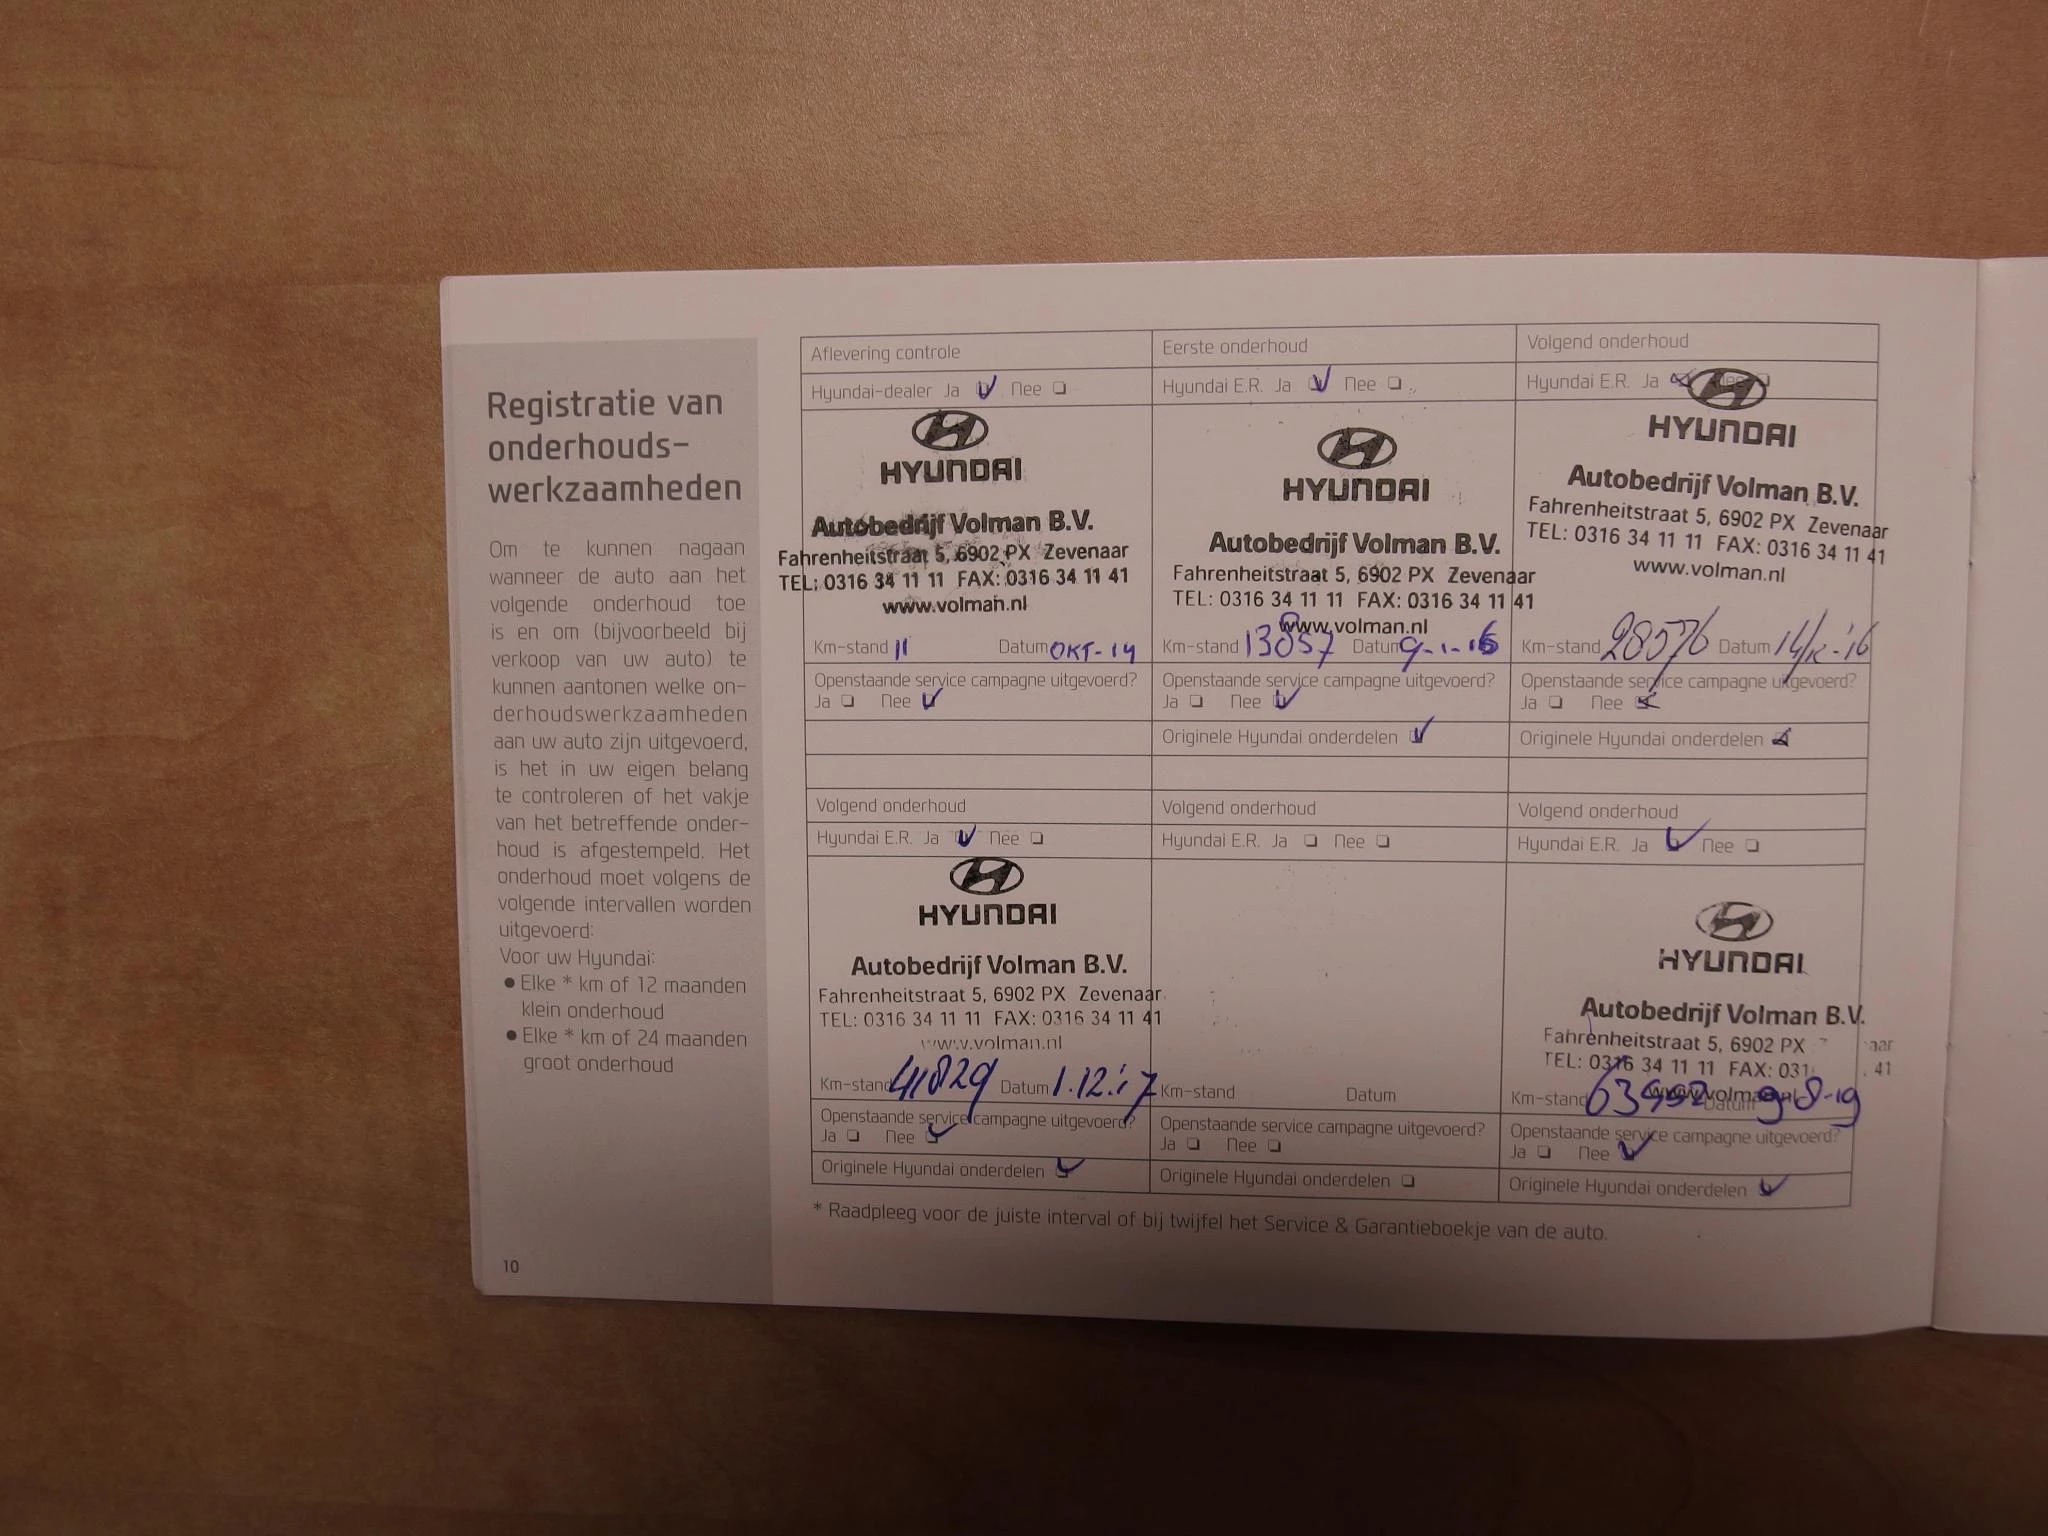 Registratie van
onderhouds-
werkzaamheden
Om te kunnen nagaan
wanneer de auto aan het
volgende onderhoud toe
is en om (bijvoorbeeld bij
verkoop van uw auto) te
kunnen aantonen welke on-
derhoudswerkzaamheden
aan uw auto zijn uitgevoerd,
is het in uw eigen belang
te controleren of het vakje
van het betreffende onder-
houd is afgestempeld. Het
onderhoud moet volgens de
volgende intervallen worden
uitgevoerd:
Voor uw Hyundai:
● Elke * km of 12 maanden
klein onderhoud
● Elke * km of 24 maanden
groot onderhoud
10
Aflevering controle
Hyundai-dealer Ja Nee
HYUNDAI
Autobedrijf Volman B.V.
Fahrenheitstraat 5, 6902 PX Zevenaar
TEL: 0316 34 11 11 FAX: 0316 34 11 41
www.volman.nl
Km-stand 11 Datum OKT-14
Openstaande service campagne uitgevoerd?
Ja Nee
Eerste onderhoud
Hyundai E.R. Ja Nee
HYUNDAI
Autobedrijf Volman B.V.
Fahrenheitstraat 5, 6902 PX Zevenaar
TEL: 0316 34 11 11 FAX: 0316 34 11 41
www.volman.nl
Km-stand 13857 Datum 9-1-16
Openstaande service campagne uitgevoerd?
Ja Nee
Originele Hyundai onderdelen
Volgend onderhoud
Hyundai E.R. Ja Nee
HYUNDAI
Autobedrijf Volman B.V.
Fahrenheitstraat 5, 6902 PX Zevenaar
TEL: 0316 34 11 11 FAX: 0316 34 11 41
www.volman.nl
Km-stand 28576 Datum
Openstaande service campagne uitgevoerd?
Ja Nee
Originele Hyundai onderdelen
Volgend onderhoud
Hyundai E.R. Ja Nee
HYUNDAI
Autobedrijf Volman B.V.
Fahrenheitstraat 5, 6902 PX Zevenaar
TEL: 0316 34 11 11 FAX: 0316 34 11 41
www.volman.nl
Km-stand 41829 Datum 1.12.'17
Openstaande service campagne uitgevoerd?
Ja Nee
Originele Hyundai onderdelen
Volgend onderhoud
Hyundai E.R. Ja Nee
Km-stand Datum
Openstaande service campagne uitgevoerd?
Ja Nee
Originele Hyundai onderdelen
Volgend onderhoud
Hyundai E.R. Ja Nee
HYUNDAI
Autobedrijf Volman B.V.
Fahrenheitstraat 5, 6902 PX
TEL: 0316 34 11 11 FAX: 41
www.volman.nl
Km-stand Datum 9-8-19
Openstaande service campagne uitgevoerd?
Ja Nee
Originele Hyundai onderdelen
* Raadpleeg voor de juiste interval of bij twijfel het Service & Garantieboekje van de auto.